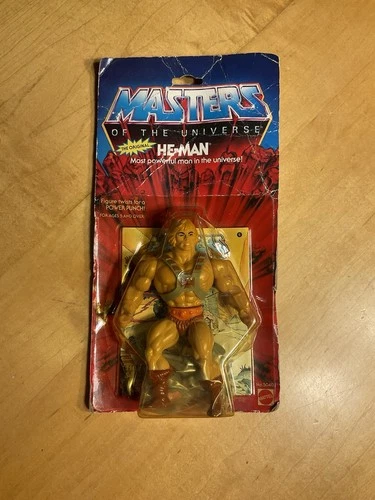 MASTERS
OF THE UNIVERSE
THE ORIGINAL
HE-MAN
Most powerful man in the universe!
Figure twists for a
POWER PUNCH!
FOR AGES 5 AND OVER
MATTEL